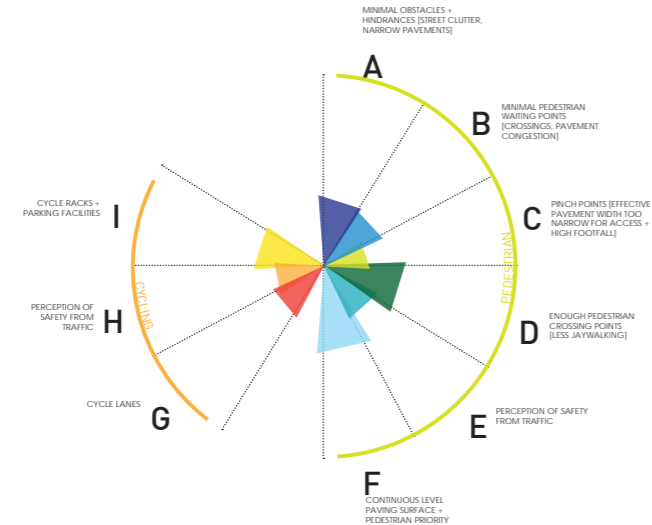 MINIMAL OBSTACLES +
HINDRANCES [STREET CLUTTER,
NARROW PAVEMENTS]
A
B
MINIMAL PEDESTRIAN
WAITING POINTS
[CROSSINGS, PAVEMENT
CONGESTION]
C
PINCH POINTS [EFFECTIVE
PAVEMENT WIDTH TOO
NARROW FOR ACCESS +
HIGH FOOTFALL]
PEDESTRIAN
D
ENOUGH PEDESTRIAN
CROSSING POINTS
[LESS JAYWALKING]
E
PERCEPTION OF SAFETY
FROM TRAFFIC
F
CONTINUOUS LEVEL
PAVING SURFACE +
PEDESTRIAN PRIORITY
CYCLE LANES
G
PERCEPTION OF
SAFETY FROM
TRAFFIC
H
CYCLING
CYCLE RACKS +
PARKING FACILITIES
I